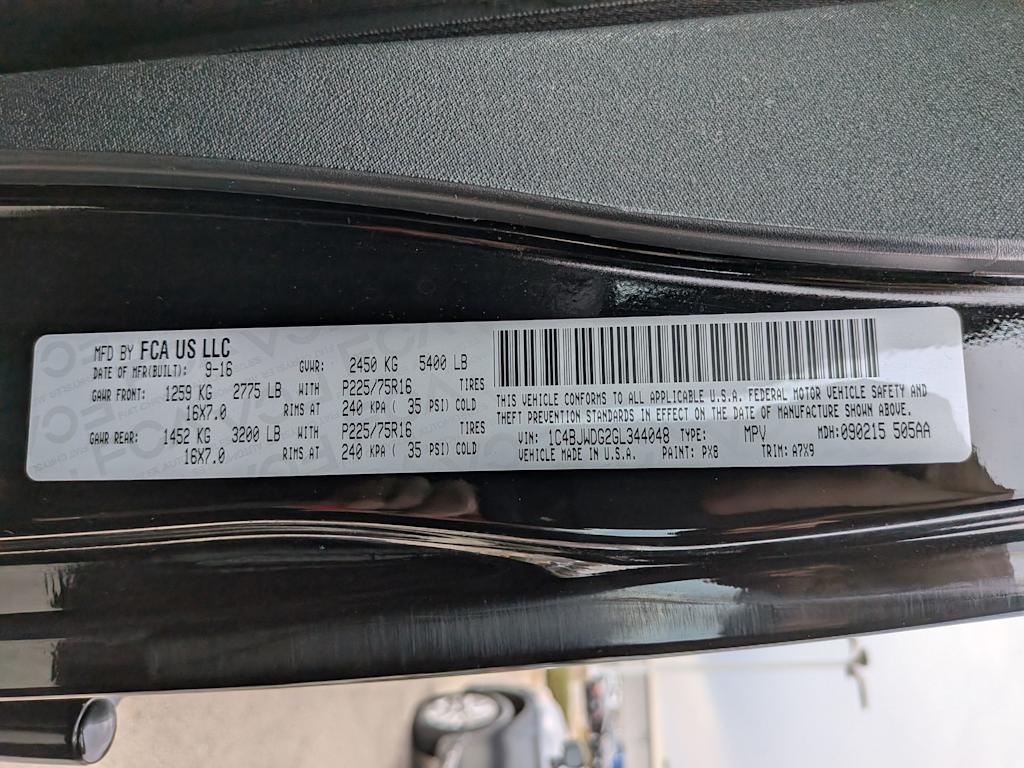 MFD BY FCA US LLC
DATE OF MFR(BUILT): 9-16 GVWR: 2450 KG 5400 LB
GAWR FRONT: 1259 KG 2775 LB WITH P225/75R16 TIRES
16X7.0 RIMS AT 240 KPA ( 35 PSI) COLD
GAWR REAR: 1452 KG 3200 LB WITH P225/75R16 TIRES
16X7.0 RIMS AT 240 KPA ( 35 PSI) COLD
THIS VEHICLE CONFORMS TO ALL APPLICABLE U.S.A. FEDERAL MOTOR VEHICLE SAFETY AND
THEFT PREVENTION STANDARDS IN EFFECT ON THE DATE OF MANUFACTURE SHOWN ABOVE.
VIN: 1C4BJWDG2GL344048 TYPE: MPV MDH: 090215 505AA
VEHICLE MADE IN U.S.A. PAINT: PX8 TRIM: A7X9